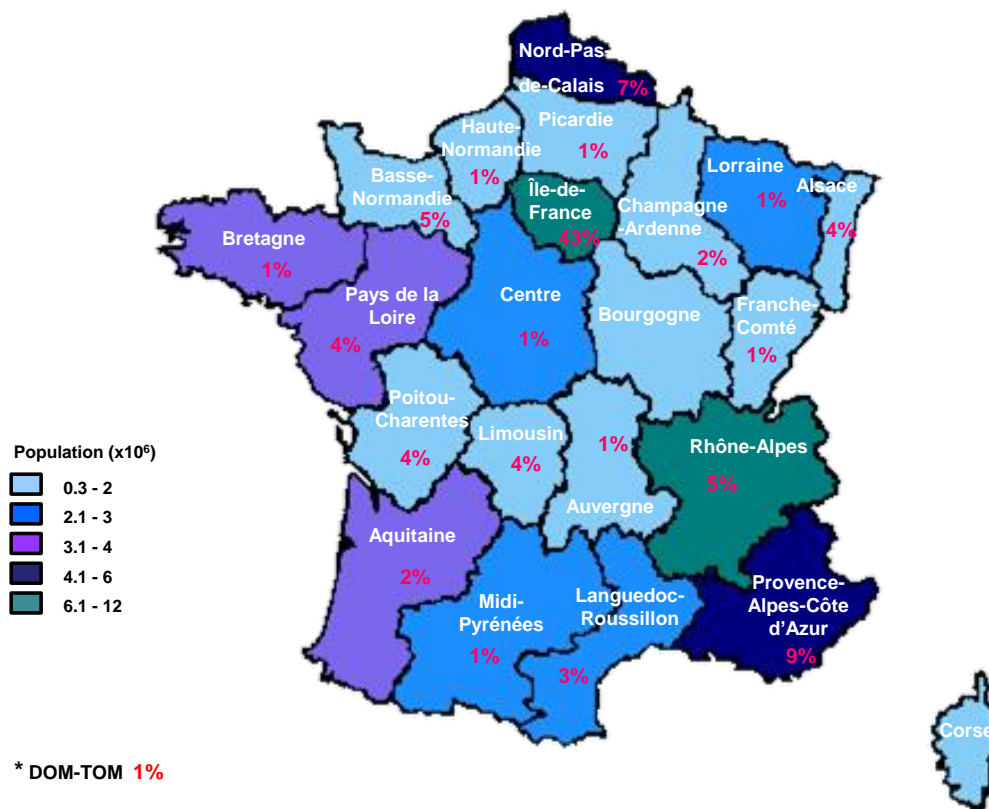 Nord-Pas-
de-Calais 7%
Picardie
1%
Haute-
Normandie
1%
Basse-
Normandie
5%
Île-de-
France
43%
Champagne
-Ardenne
2%
Lorraine
1%
Alsace
4%
Bretagne
1%
Pays de la
Loire
4%
Centre
1%
Bourgogne
Franche-
Comté
1%
Poitou-
Charentes
4%
Limousin
4%
1%
Auvergne
Rhône-Alpes
5%
Aquitaine
2%
Midi-
Pyrénées
1%
Languedoc-
Roussillon
3%
Provence-
Alpes-Côte
d'Azur
9%
Corse
Population (x10⁶)
0.3 - 2
2.1 - 3
3.1 - 4
4.1 - 6
6.1 - 12
* DOM-TOM 1%